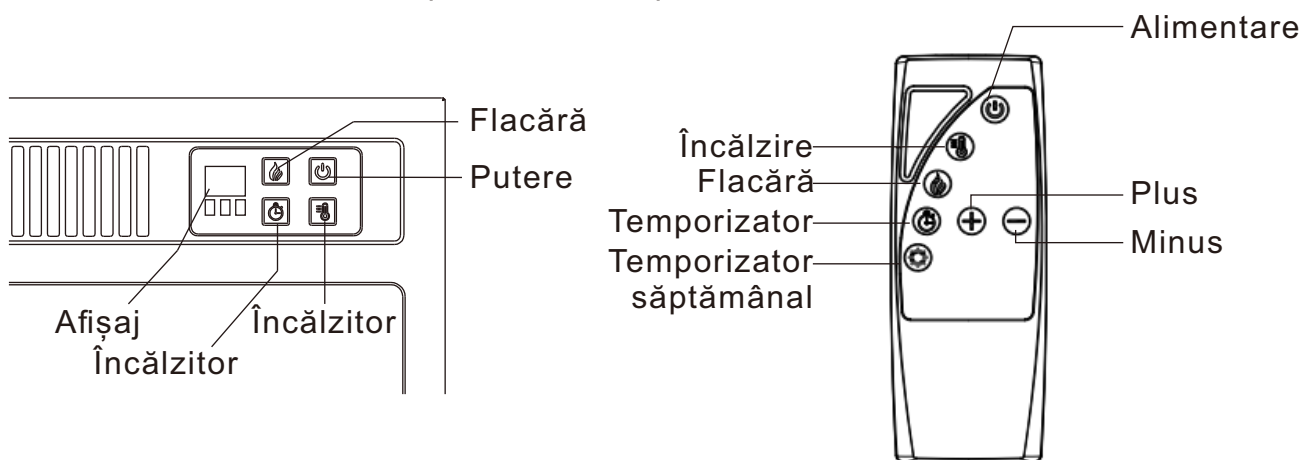 Flacără
Putere
Afișaj
Încălzitor
Încălzitor
Alimentare
Încălzire
Flacără
Temporizator
Temporizator
săptămânal
Plus
Minus